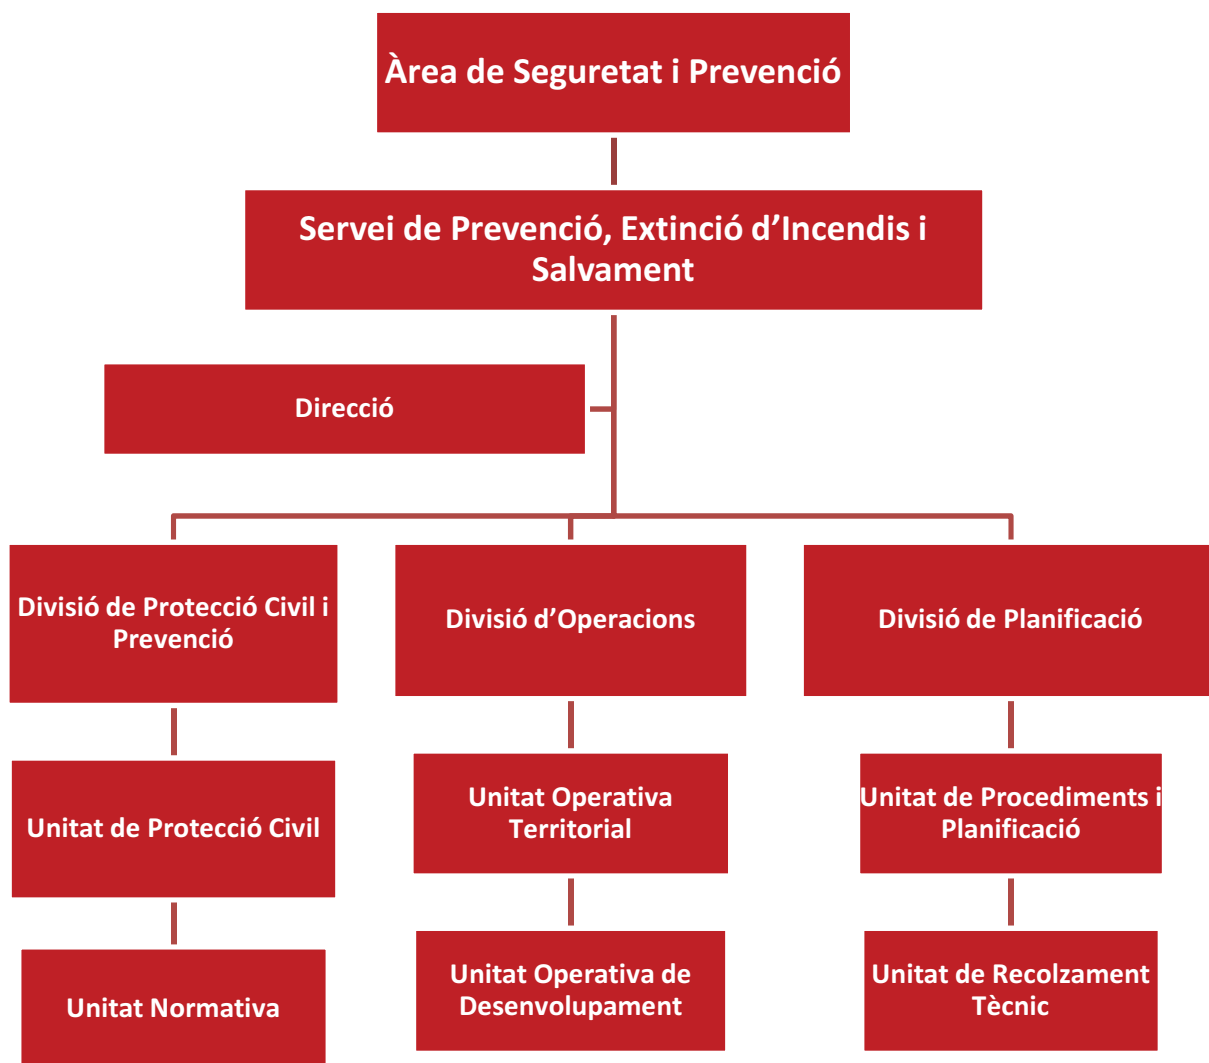 Àrea de Seguretat i Prevenció
Servei de Prevenció, Extinció d’Incendis i
Salvament
Direcció
Divisió de Protecció Civil i
Prevenció
Divisió d’Operacions
Divisió de Planificació
Unitat de Protecció Civil
Unitat Operativa
Territorial
Unitat de Procediments i
Planificació
Unitat Normativa
Unitat Operativa de
Desenvolupament
Unitat de Recolzament
Tècnic